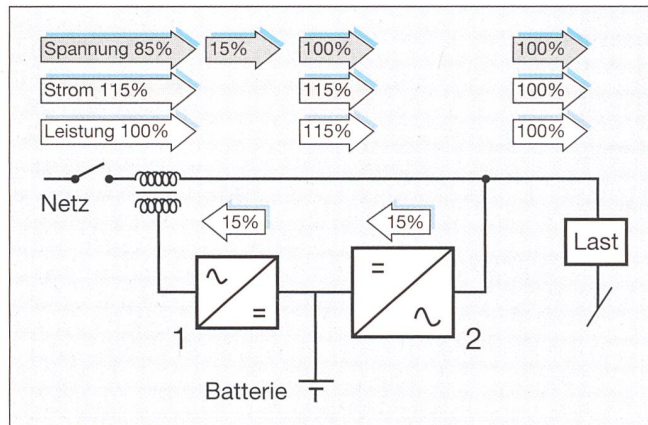 Spannung 85% 15% 100% 100%
Strom 115% 115% 100%
Leistung 100% 115% 100%
Netz
15% 15%
Last
~ = = ~
1 2
Batterie